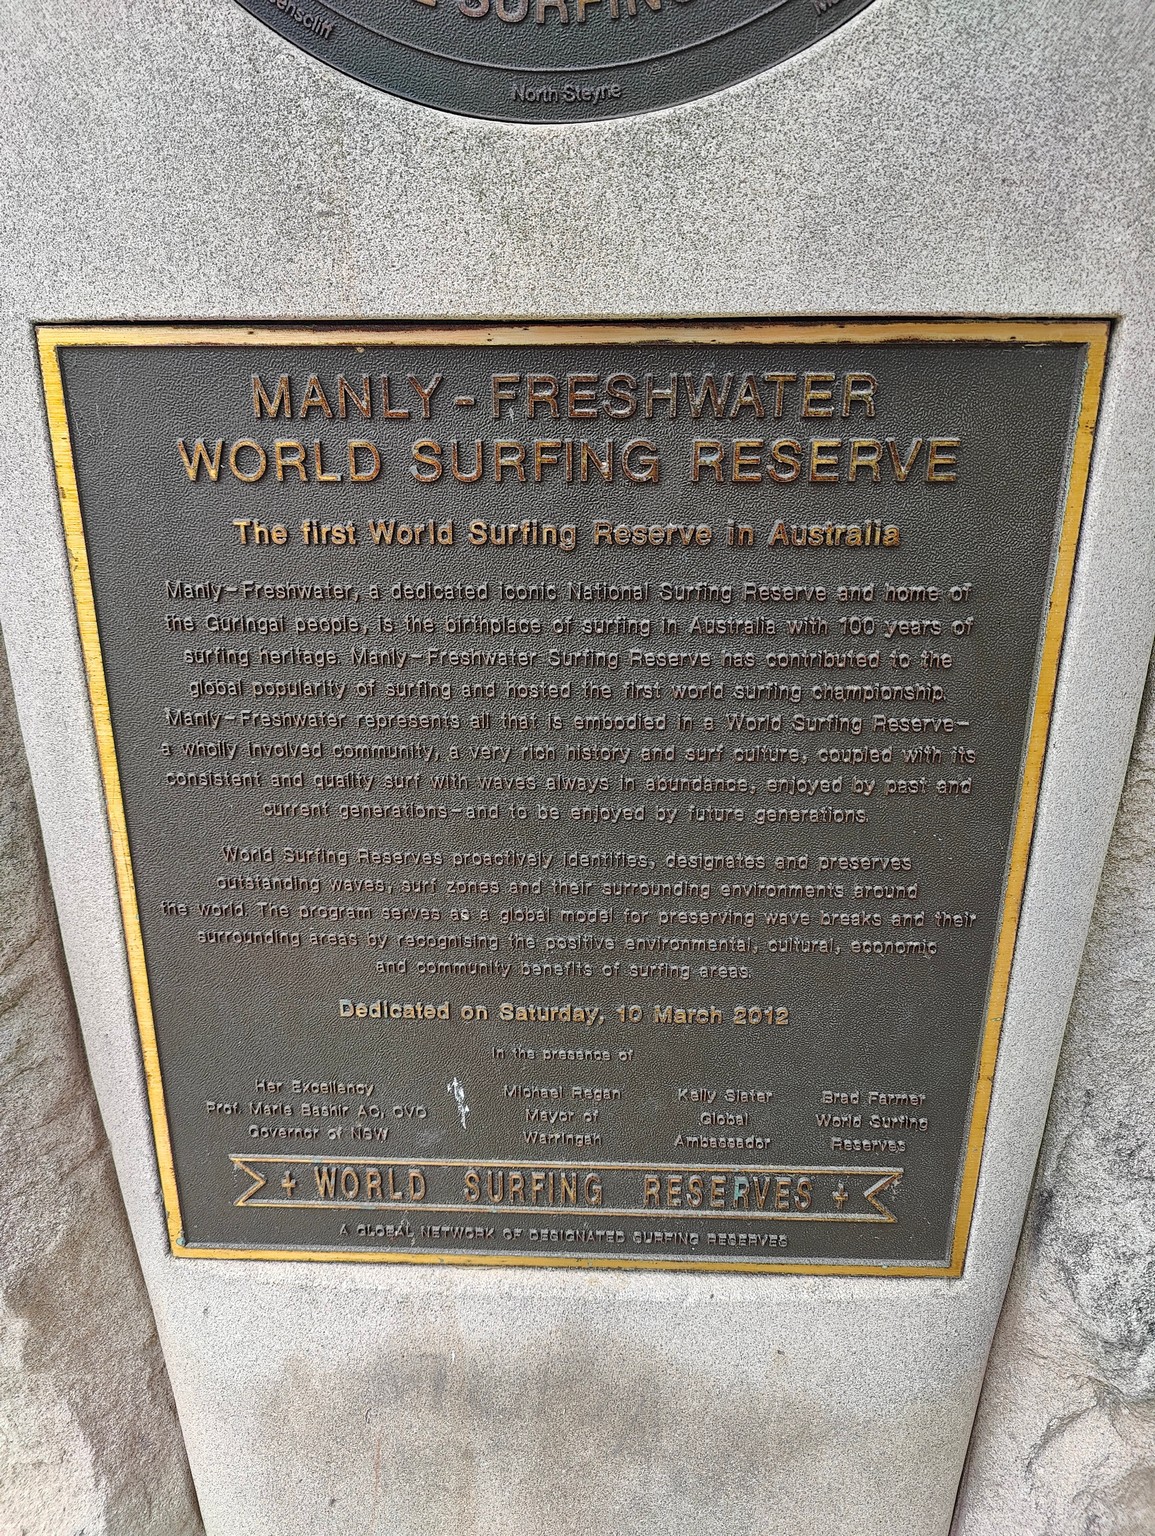 SURFING
North Steyne
MANLY-FRESHWATER
WORLD SURFING RESERVE
The first World Surfing Reserve in Australia
Manly-Freshwater, a dedicated iconic National Surfing Reserve and home of
the Guringai people, is the birthplace of surfing in Australia with 100 years of
surfing heritage. Manly-Freshwater Surfing Reserve has contributed to the
global popularity of surfing and hosted the first world surfing championship.
Manly-Freshwater represents all that is embodied in a World Surfing Reserve-
a wholly involved community, a very rich history and surf culture, coupled with its
consistent and quality surf with waves always in abundance, enjoyed by past and
current generations-and to be enjoyed by future generations.
World Surfing Reserves proactively identifies, designates and preserves
outstanding waves, surf zones and their surrounding environments around
the world. The program serves as a global model for preserving wave breaks and their
surrounding areas by recognising the positive environmental, cultural, economic
and community benefits of surfing areas.
Dedicated on Saturday, 10 March 2012
In the presence of
Her Excellency
Prof. Marie Bashir AO, CVO
Governor of NSW
Michael Regan
Mayor of
Warringah
Kelly Slater
Global
Ambassador
Brad Farmer
World Surfing
Reserves
+ WORLD SURFING RESERVES +
A GLOBAL NETWORK OF DESIGNATED SURFING RESERVES